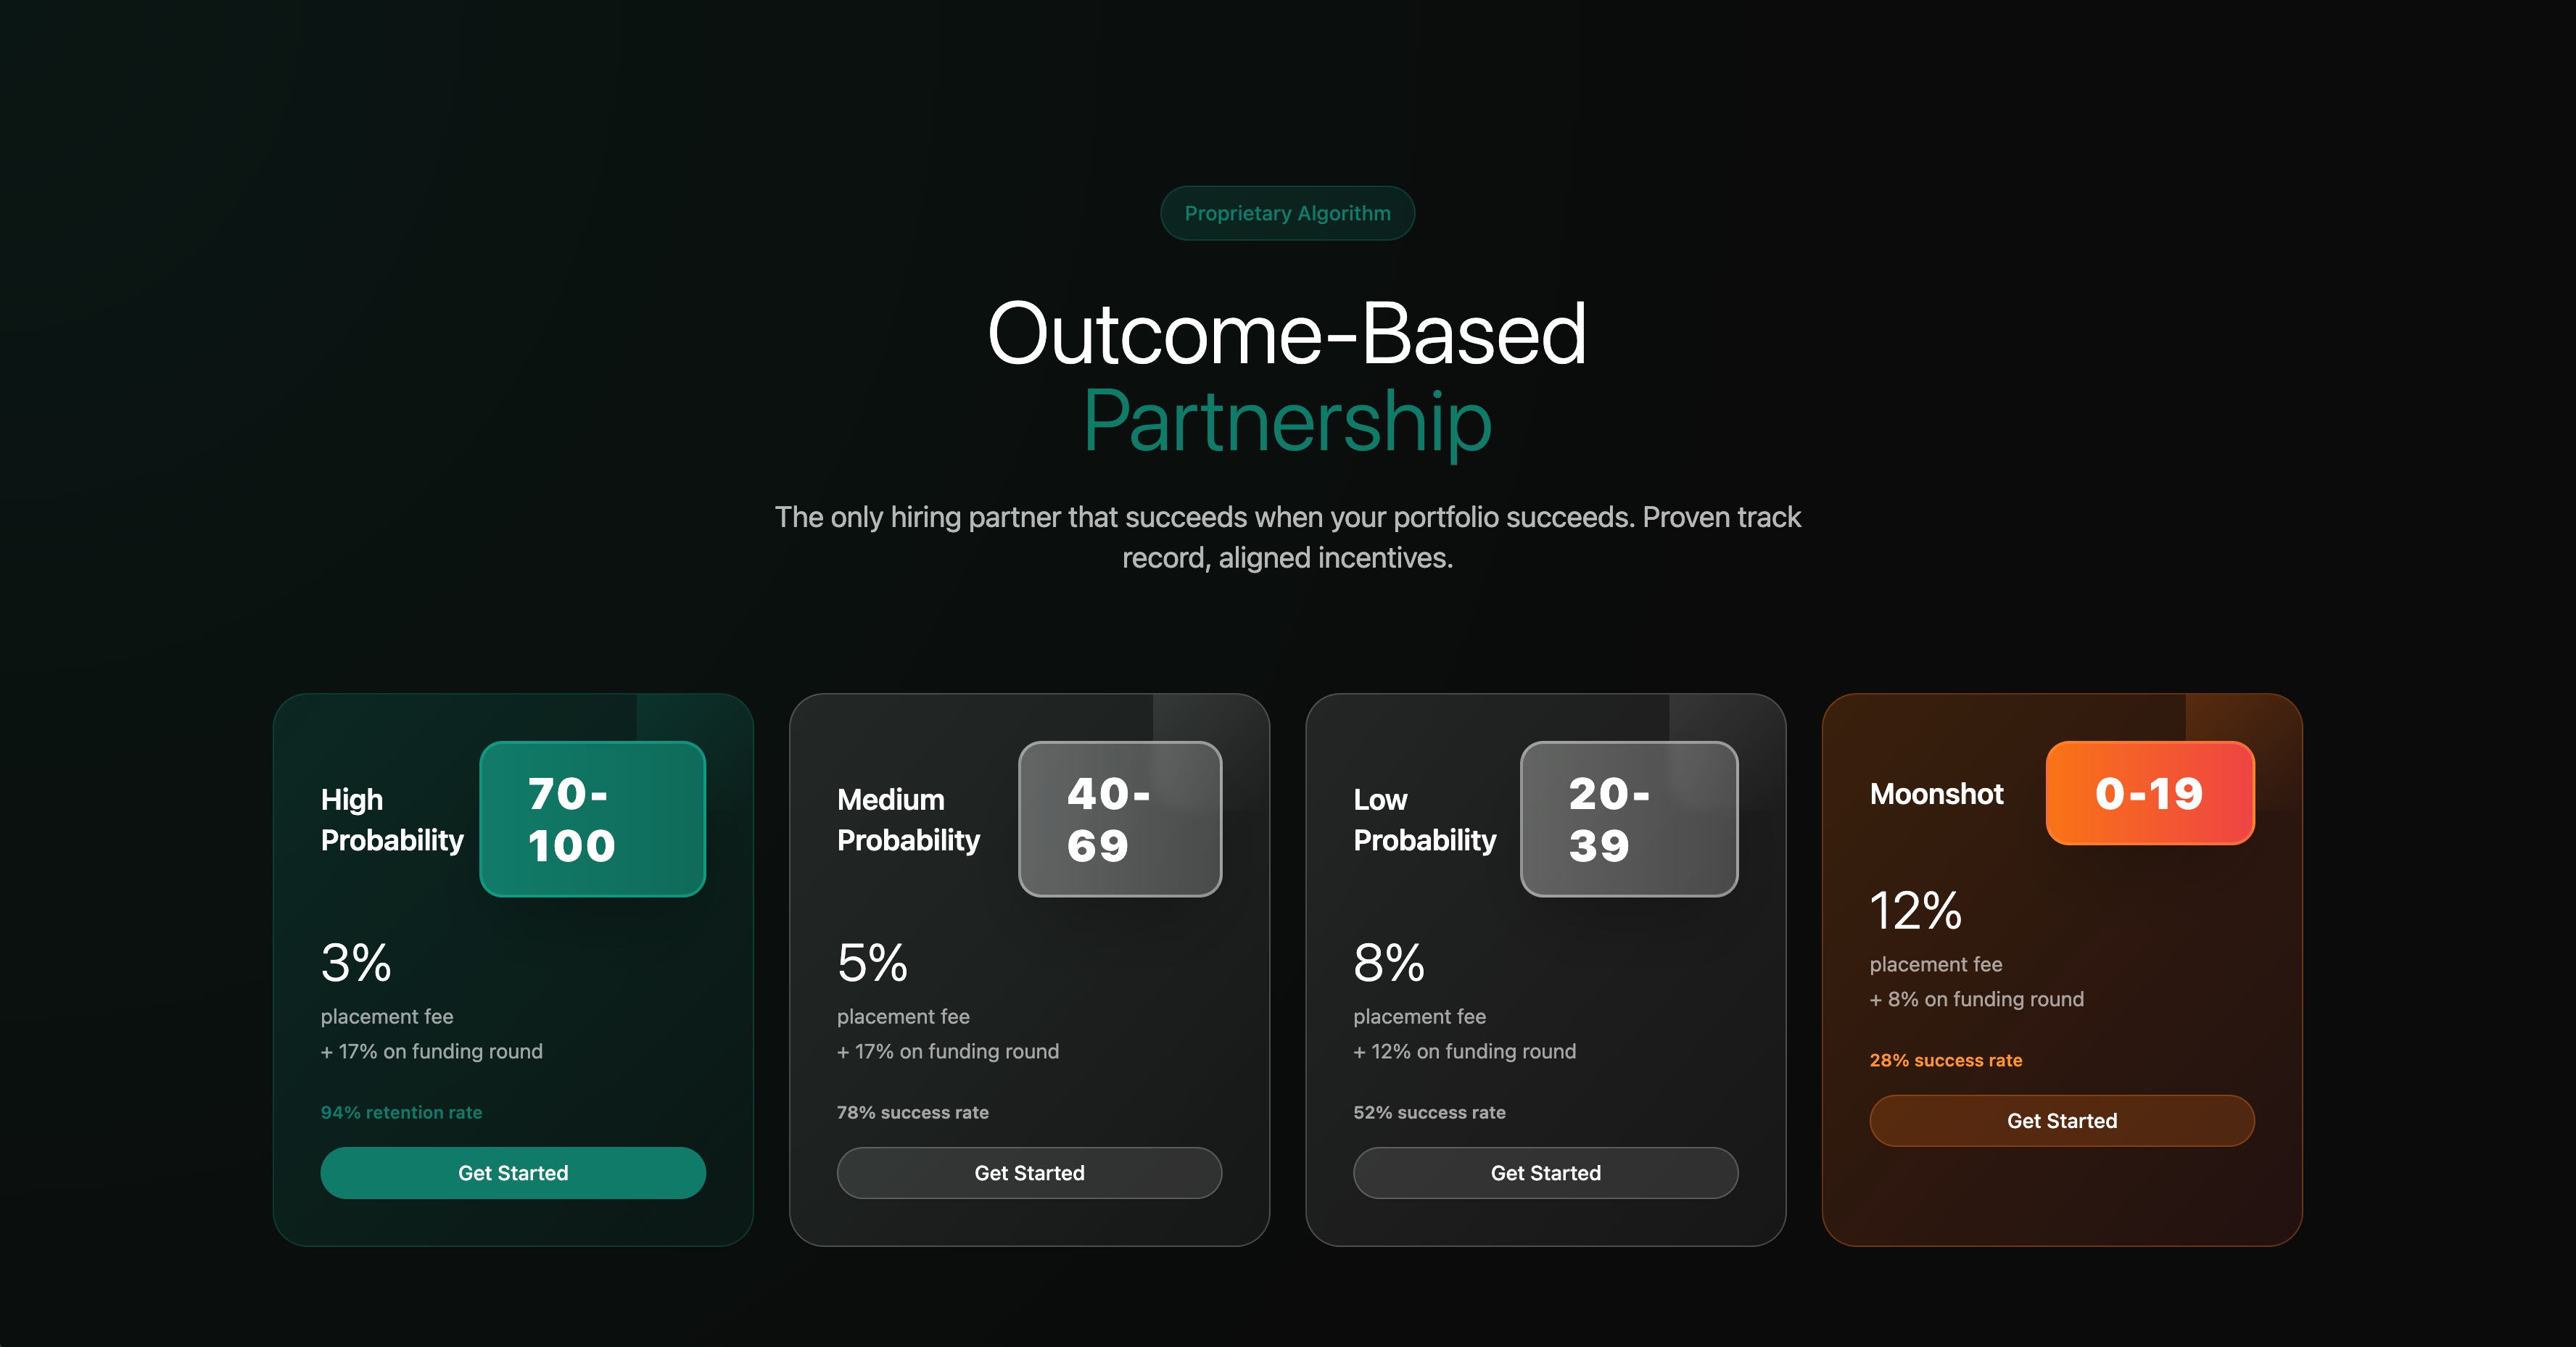 Proprietary Algorithm
Outcome-Based
Partnership
The only hiring partner that succeeds when your portfolio succeeds. Proven track
record, aligned incentives.
High
Probability
70-
100
3%
placement fee
+ 17% on funding round
94% retention rate
Get Started
Medium
Probability
40-
69
5%
placement fee
+ 17% on funding round
78% success rate
Get Started
Low
Probability
20-
39
8%
placement fee
+ 12% on funding round
52% success rate
Get Started
Moonshot
0-19
12%
placement fee
+ 8% on funding round
28% success rate
Get Started